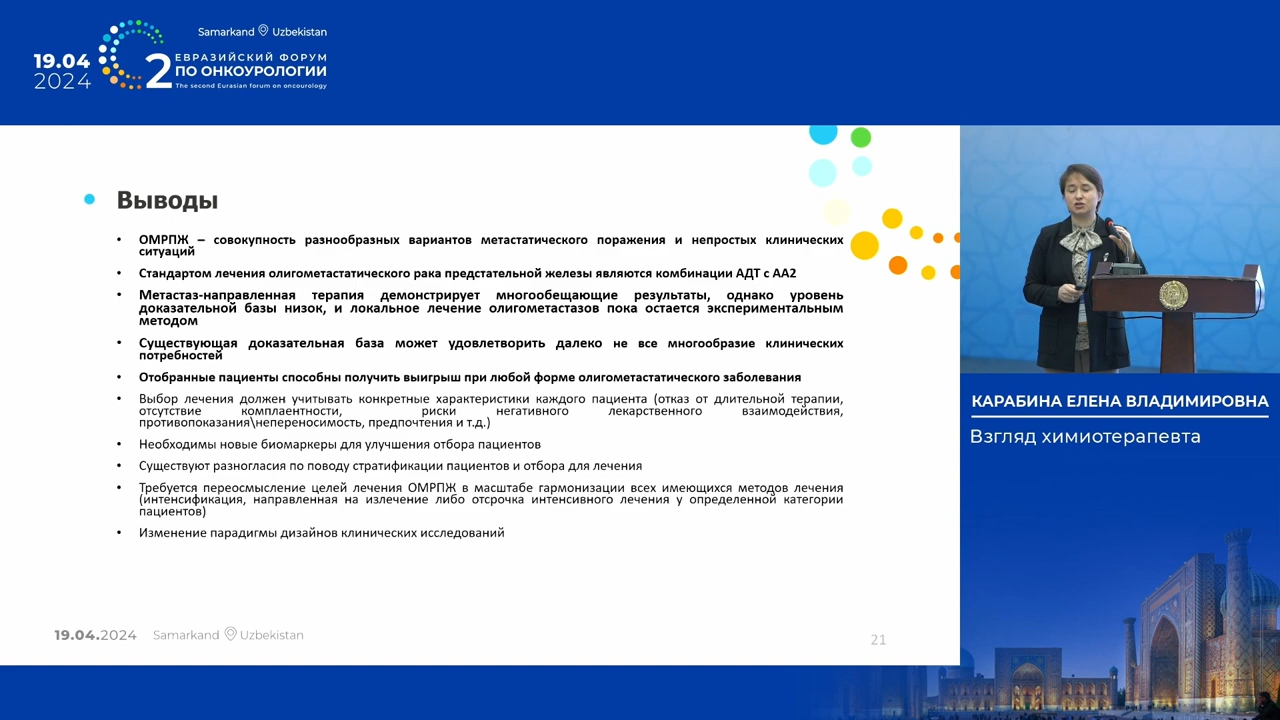 Samarkand Uzbekistan
19.04
2024
2
ЕВРАЗИЙСКИЙ ФОРУМ
ПО ОНКОУРОЛОГИИ
The second Eurasian forum on oncourology
Выводы
• ОМРПЖ – совокупность разнообразных вариантов метастатического поражения и непростых клинических
ситуаций
• Стандартом лечения олигометастатического рака предстательной железы являются комбинации АДТ с АА2
• Метастаз-направленная терапия демонстрирует многообещающие результаты, однако уровень
доказательной базы низок, и локальное лечение олигометастазов пока остается экспериментальным
методом
• Существующая доказательная база может удовлетворить далеко не все многообразие клинических
потребностей
• Отобранные пациенты способны получить выигрыш при любой форме олигометастатического заболевания
• Выбор лечения должен учитывать конкретные характеристики каждого пациента (отказ от длительной терапии,
отсутствие комплаентности, риски негативного лекарственного взаимодействия,
противопоказания\непереносимость, предпочтения и т.д.)
• Необходимы новые биомаркеры для улучшения отбора пациентов
• Существуют разногласия по поводу стратификации пациентов и отбора для лечения
• Требуется переосмысление целей лечения ОМРПЖ в масштабе гармонизации всех имеющихся методов лечения
(интенсификация, направленная на излечение либо отсрочка интенсивного лечения у определенной категории
пациентов)
• Изменение парадигмы дизайнов клинических исследований
19.04.2024 Samarkand Uzbekistan
21
КАРАБИНА ЕЛЕНА ВЛАДИМИРОВНА
Взгляд химиотерапевта